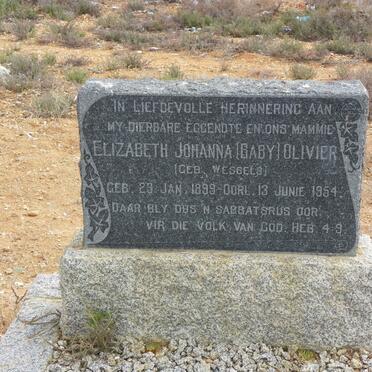 IN LIEFDEVOLLE HERINNERING AAN
MY DIERBARE EGGENOTE EN ONS MAMMIE
ELIZABETH JOHANNA (GABY) OLIVIER
(GEB. WESSELS)
GEB. 23 JAN. 1899 - OORL. 13 JUNIE 1954.
DAAR BLY DUS 'N SABBATSRUS OOR
VIR DIE VOLK VAN GOD. HEB. 4-9.